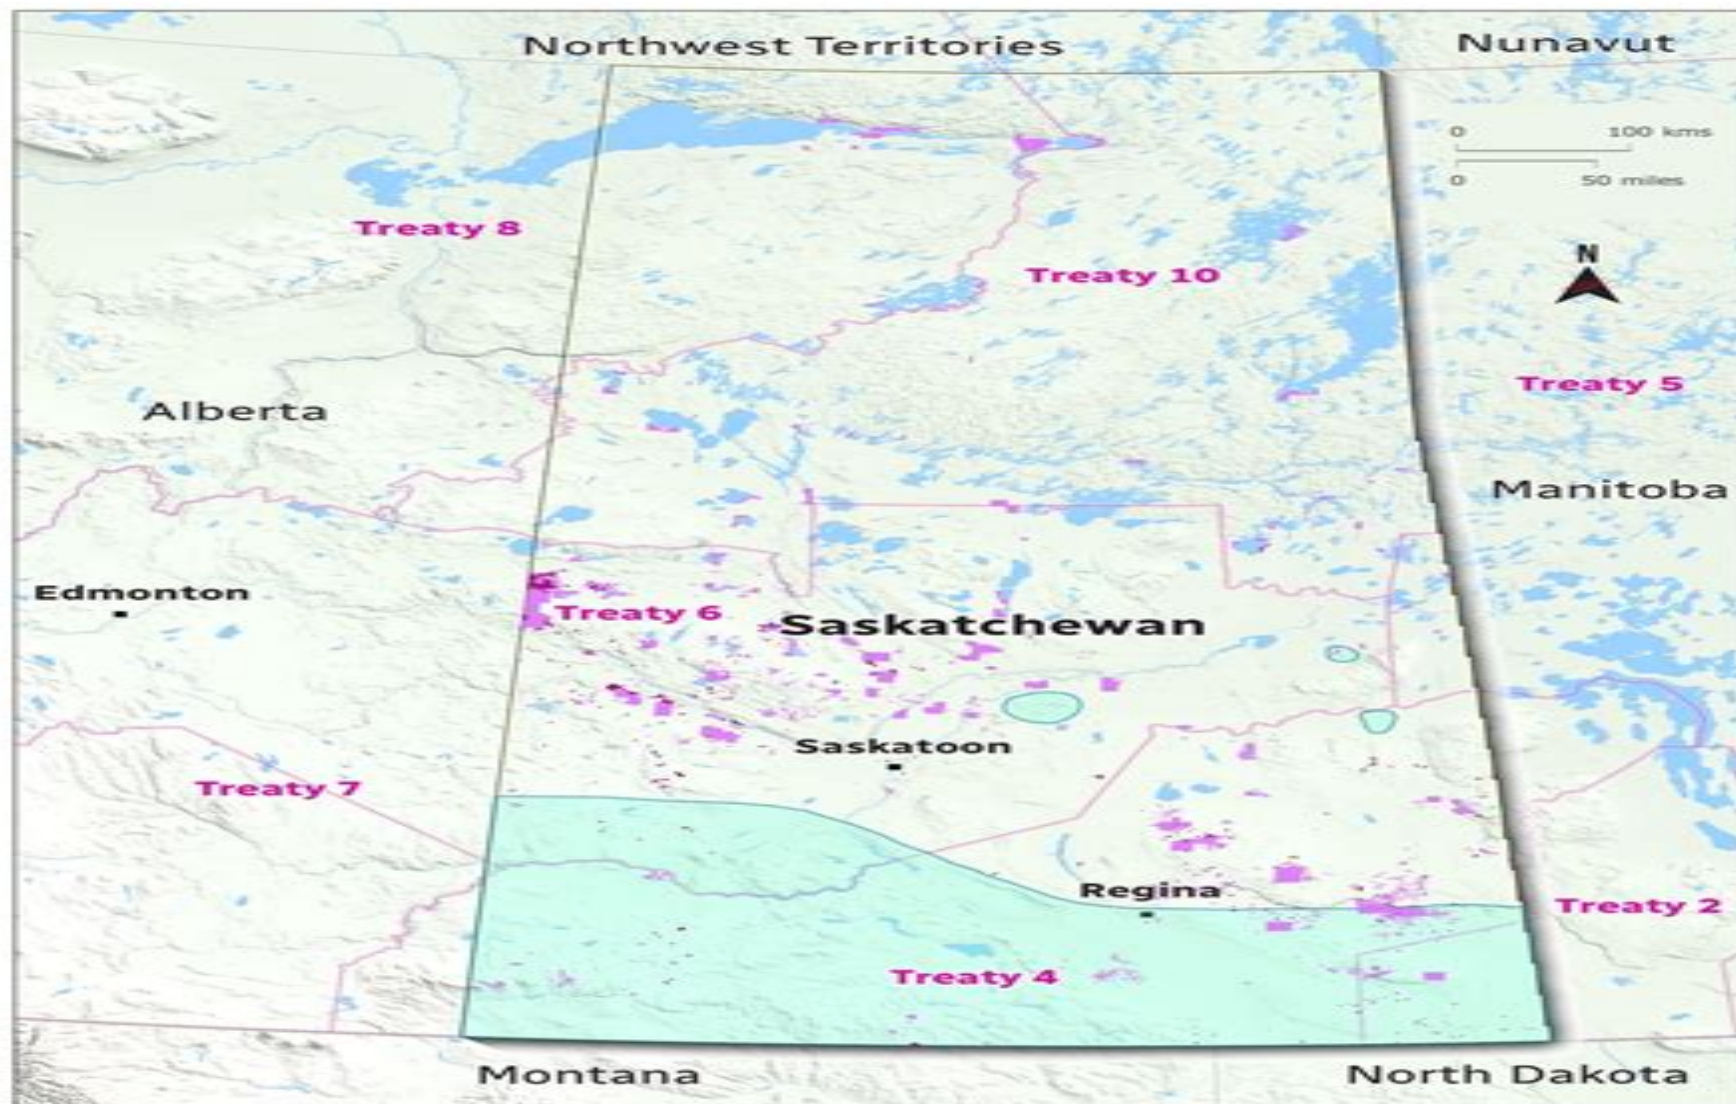 Northwest Territories
Nunavut
0 100 kms
0 50 miles
Treaty 8
N
Treaty 10
Treaty 5
Alberta
Manitoba
Edmonton
Treaty 6
Saskatchewan
Saskatoon
Treaty 7
Regina
Treaty 2
Treaty 4
Montana
North Dakota